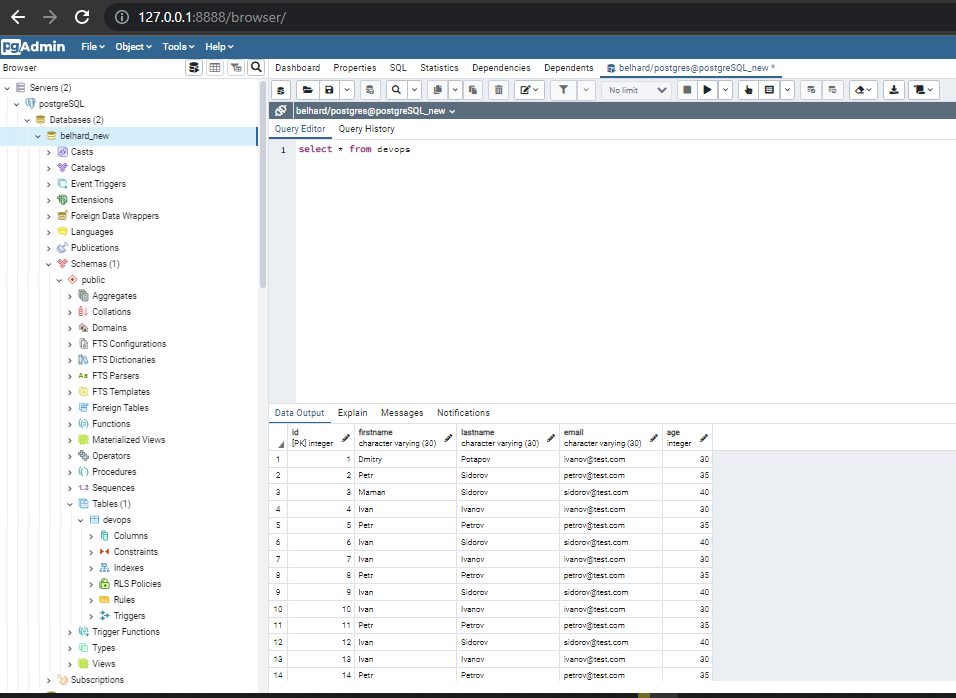 127.0.0.1:8888/browser/
pgAdmin File Object Tools Help
Browser
Dashboard Properties SQL Statistics Dependencies Dependents belhard/postgres@postgreSQL_new *
No limit
belhard/postgres@postgreSQL_new
Query Editor Query History
1 select * from devops
Servers (2)
postgreSQL
Databases (2)
belhard_new
Casts
Catalogs
Event Triggers
Extensions
Foreign Data Wrappers
Languages
Publications
Schemas (1)
public
Aggregates
Collations
Domains
FTS Configurations
FTS Dictionaries
FTS Parsers
FTS Templates
Foreign Tables
Functions
Materialized Views
Operators
Procedures
1..3 Sequences
Tables (1)
devops
Columns
Constraints
Indexes
RLS Policies
Rules
Triggers
Trigger Functions
Types
Views
Subscriptions
Data Output Explain Messages Notifications
id firstname lastname email age
[PK] integer character varying (30) character varying (30) character varying (30) integer
1 1 Dmitry Potapov ivanov@test.com 30
2 2 Petr Sidorov petrov@test.com 35
3 3 Maman Sidorov sidorov@test.com 40
4 4 Ivan Ivanov ivanov@test.com 30
5 5 Petr Petrov petrov@test.com 35
6 6 Ivan Sidorov sidorov@test.com 40
7 7 Ivan Ivanov ivanov@test.com 30
8 8 Petr Petrov petrov@test.com 35
9 9 Ivan Sidorov sidorov@test.com 40
10 10 Ivan Ivanov ivanov@test.com 30
11 11 Petr Petrov petrov@test.com 35
12 12 Ivan Sidorov sidorov@test.com 40
13 13 Ivan Ivanov ivanov@test.com 30
14 14 Petr Petrov petrov@test.com 35